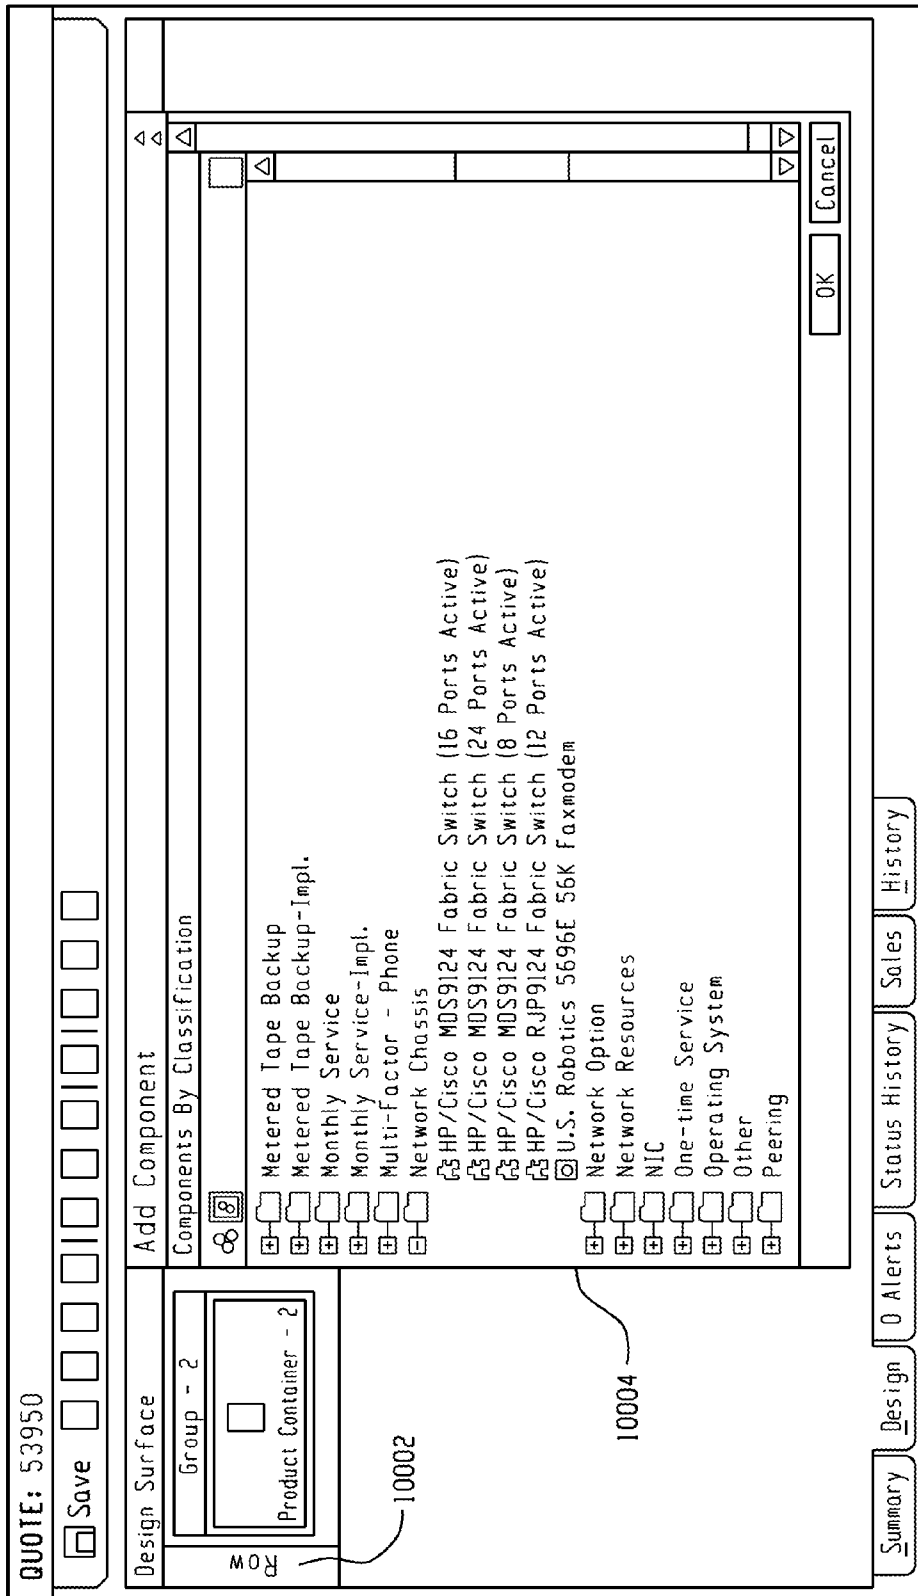 QUOTE: 53950
Save
Design Surface
Row
Group - 2
Product Container - 2
10002
Add Component
Components By Classification
Metered Tape Backup
Metered Tape Backup-Impl.
Monthly Service
Monthly Service-Impl.
Multi-Factor - Phone
Network Chassis
HP/Cisco MDS9124 Fabric Switch (16 Ports Active)
HP/Cisco MDS9124 Fabric Switch (24 Ports Active)
HP/Cisco MDS9124 Fabric Switch (8 Ports Active)
HP/Cisco RJP9124 Fabric Switch (12 Ports Active)
U.S. Robotics 5696E 56K Faxmodem
Network Option
Network Resources
NIC
One-time Service
Operating System
Other
Peering
10004
OK
Cancel
Summary
Design
0 Alerts
Status History
Sales
History